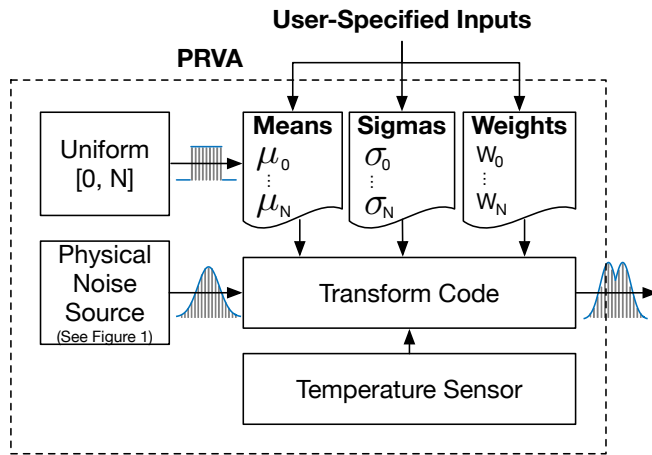 User-Specified Inputs
PRVA
Uniform
[0, N]
Means
μ0
⋮
μN
Sigmas
σ0
⋮
σN
Weights
W0
⋮
WN
Physical
Noise
Source
(See Figure 1)
Transform Code
Temperature Sensor